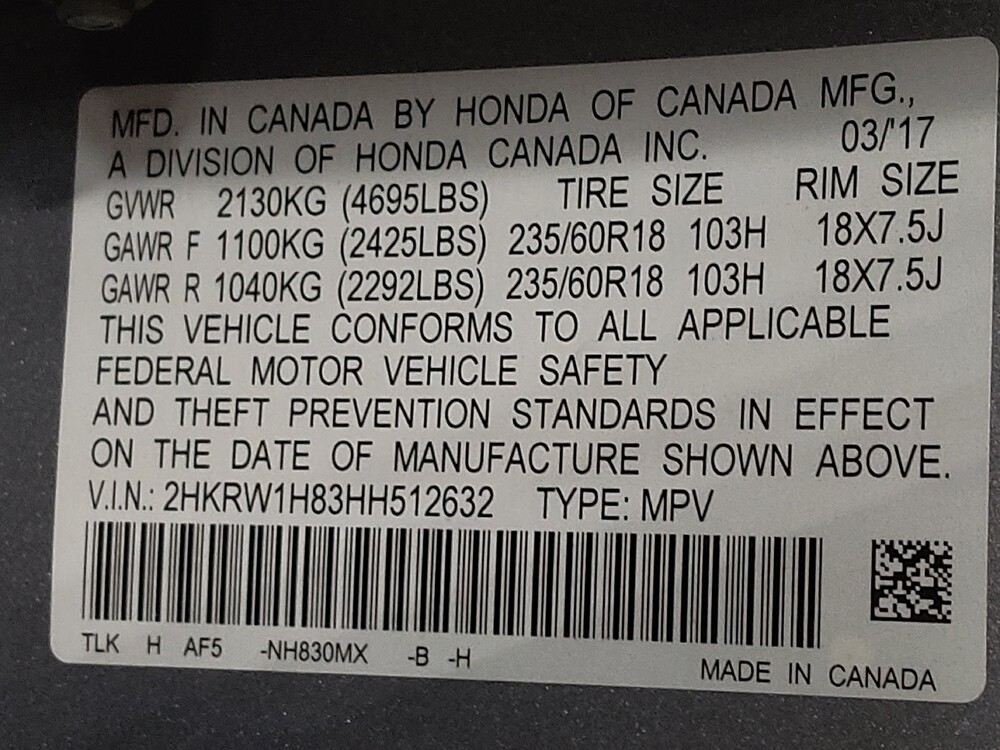 MFD. IN CANADA BY HONDA OF CANADA MFG.,
A DIVISION OF HONDA CANADA INC. 03/'17
GVWR 2130KG (4695LBS) TIRE SIZE RIM SIZE
GAWR F 1100KG (2425LBS) 235/60R18 103H 18X7.5J
GAWR R 1040KG (2292LBS) 235/60R18 103H 18X7.5J
THIS VEHICLE CONFORMS TO ALL APPLICABLE
FEDERAL MOTOR VEHICLE SAFETY
AND THEFT PREVENTION STANDARDS IN EFFECT
ON THE DATE OF MANUFACTURE SHOWN ABOVE.
V.I.N.: 2HKRW1H83HH512632 TYPE: MPV
TLK H AF5 -NH830MX -B -H
MADE IN CANADA